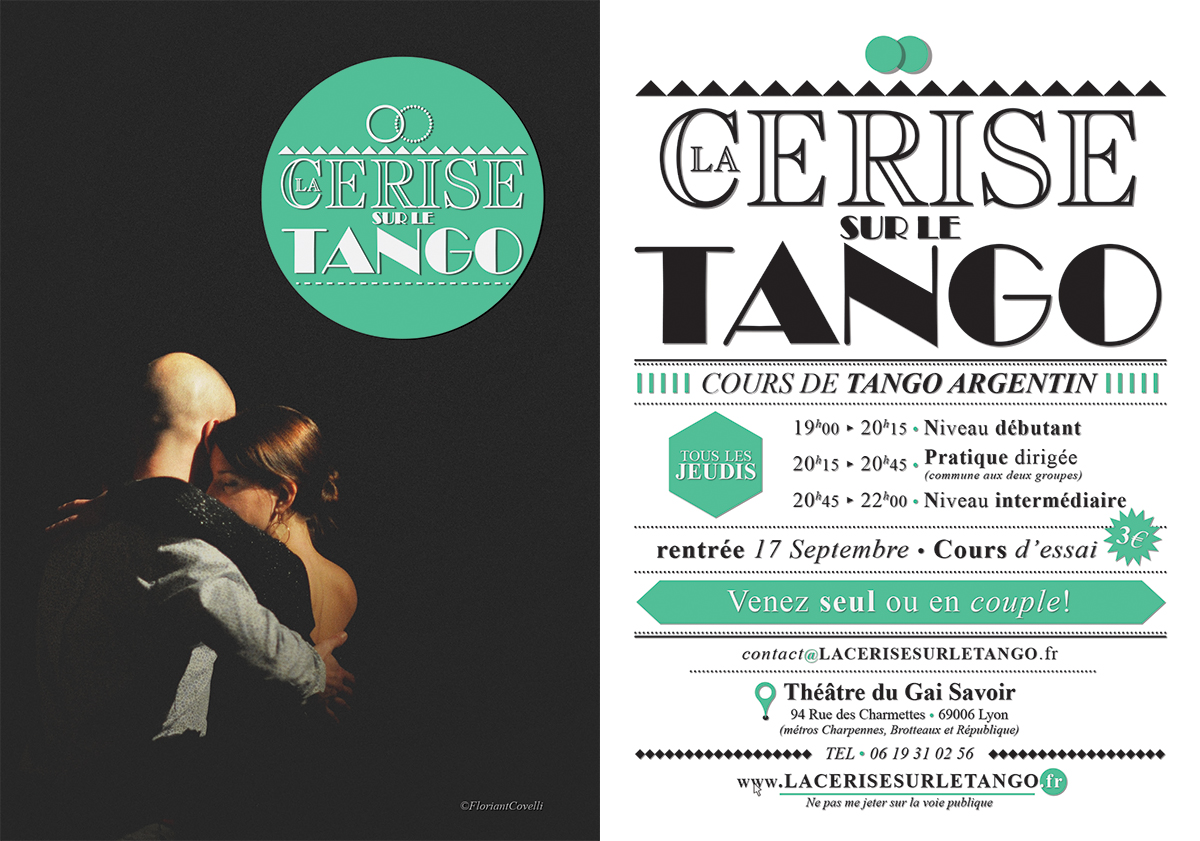 LA CERISE
SUR LE
TANGO
©FloriantCovelli
LA CERISE
SUR LE
TANGO
COURS DE TANGO ARGENTIN
TOUS LES
JEUDIS
19h00 ▸ 20h15 • Niveau débutant
20h15 ▸ 20h45 • Pratique dirigée
(commune aux deux groupes)
20h45 ▸ 22h00 • Niveau intermédiaire
rentrée 17 Septembre • Cours d'essai 3€
Venez seul ou en couple!
contact@LACERISESURLETANGO.fr
Théâtre du Gai Savoir
94 Rue des Charmettes • 69006 Lyon
(métros Charpennes, Brotteaux et République)
TEL • 06 19 31 02 56
www.LACERISESURLETANGO.fr
Ne pas me jeter sur la voie publique